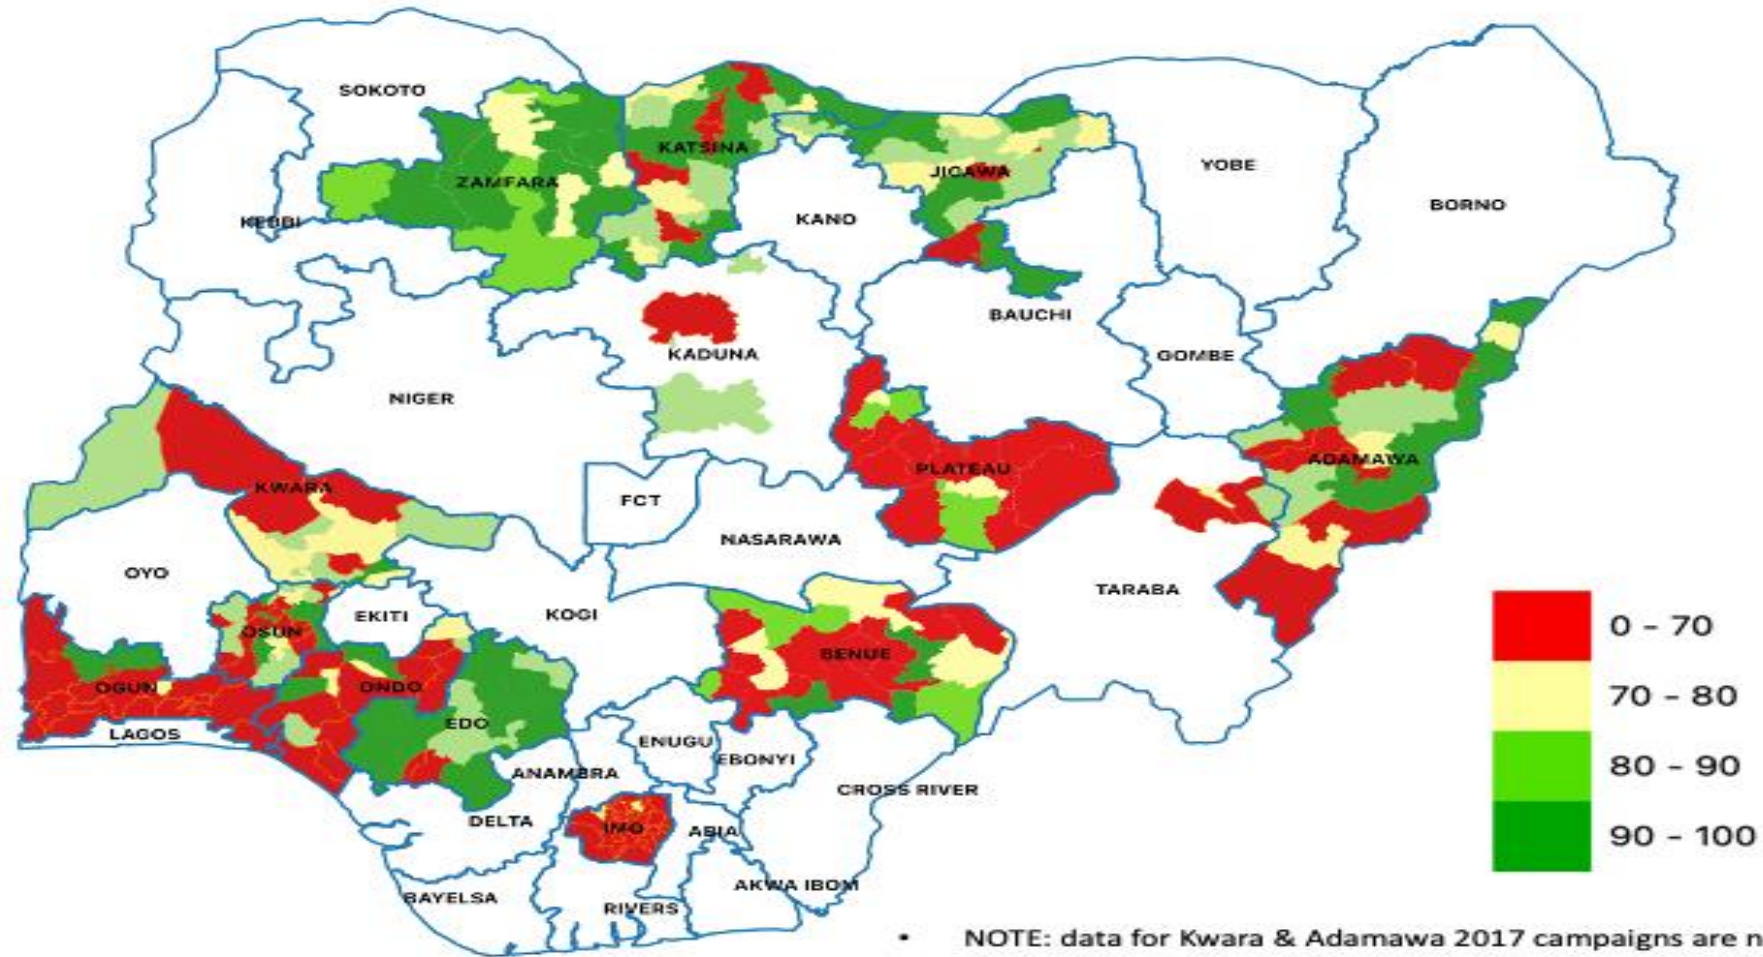 SOKOTO
KATSINA
ZAMFARA
JIGAWA
YOBE
BORNO
KEBBI
KANO
BAUCHI
GOMBE
KADUNA
NIGER
PLATEAU
ADAMAWA
KWARA
FCT
NASARAWA
OYO
TARABA
EKITI
KOGI
OSUN
BENUE
OGUN
ONDO
EDO
LAGOS
ENUGU
EBONYI
ANAMBRA
CROSS RIVER
DELTA
IMO
ABIA
AKWA IBOM
BAYELSA
RIVERS
0 - 70
70 - 80
80 - 90
90 - 100
• NOTE: data for Kwara & Adamawa 2017 campaigns are n